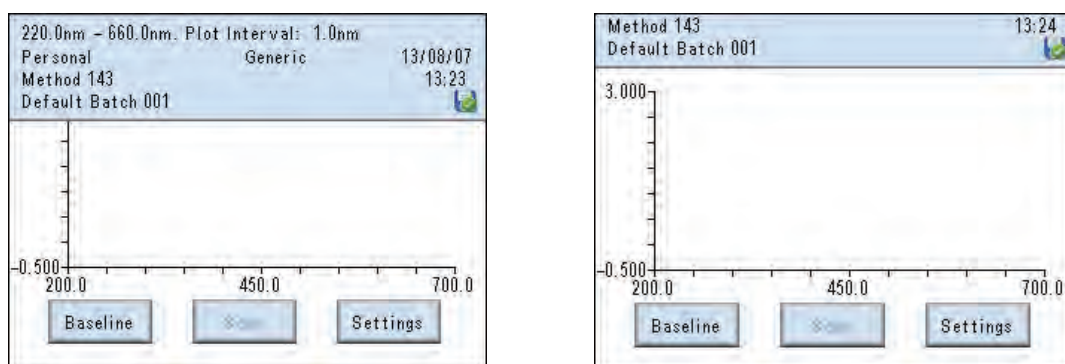 220.0nm – 660.0nm. Plot Interval: 1.0nm
Personal Generic 13/08/07
Method 143 13:23
Default Batch 001
-0.500
200.0 450.0 700.0
Baseline Scan Settings
Method 143 13:24
Default Batch 001
3.000
-0.500
200.0 450.0 700.0
Baseline Scan Settings